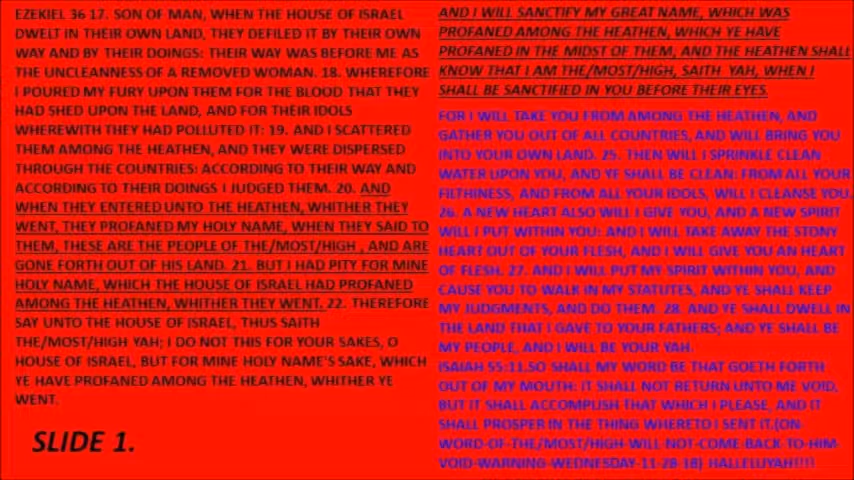 EZEKIEL 36 17. SON OF MAN, WHEN THE HOUSE OF ISRAEL
DWELT IN THEIR OWN LAND, THEY DEFILED IT BY THEIR OWN
WAY AND BY THEIR DOINGS: THEIR WAY WAS BEFORE ME AS
THE UNCLEANNESS OF A REMOVED WOMAN. 18. WHEREFORE
I POURED MY FURY UPON THEM FOR THE BLOOD THAT THEY
HAD SHED UPON THE LAND, AND FOR THEIR IDOLS
WHEREWITH THEY HAD POLLUTED IT: 19. AND I SCATTERED
THEM AMONG THE HEATHEN, AND THEY WERE DISPERSED
THROUGH THE COUNTRIES: ACCORDING TO THEIR WAY AND
ACCORDING TO THEIR DOINGS I JUDGED THEM. 20. AND
WHEN THEY ENTERED UNTO THE HEATHEN, WHITHER THEY
WENT, THEY PROFANED MY HOLY NAME, WHEN THEY SAID TO
THEM, THESE ARE THE PEOPLE OF THE/MOST/HIGH , AND ARE
GONE FORTH OUT OF HIS LAND. 21. BUT I HAD PITY FOR MINE
HOLY NAME, WHICH THE HOUSE OF ISRAEL HAD PROFANED
AMONG THE HEATHEN, WHITHER THEY WENT. 22. THEREFORE
SAY UNTO THE HOUSE OF ISRAEL, THUS SAITH
THE/MOST/HIGH YAH; I DO NOT THIS FOR YOUR SAKES, O
HOUSE OF ISRAEL, BUT FOR MINE HOLY NAME'S SAKE, WHICH
YE HAVE PROFANED AMONG THE HEATHEN, WHITHER YE
WENT.
SLIDE 1.
AND I WILL SANCTIFY MY GREAT NAME, WHICH WAS
PROFANED AMONG THE HEATHEN, WHICH YE HAVE
PROFANED IN THE MIDST OF THEM; AND THE HEATHEN SHALL
KNOW THAT I AM THE/MOST/HIGH, SAITH YAH, WHEN I
SHALL BE SANCTIFIED IN YOU BEFORE THEIR EYES.
FOR I WILL TAKE YOU FROM AMONG THE HEATHEN, AND
GATHER YOU OUT OF ALL COUNTRIES, AND WILL BRING YOU
INTO YOUR OWN LAND. 25. THEN WILL I SPRINKLE CLEAN
WATER UPON YOU, AND YE SHALL BE CLEAN: FROM ALL YOUR
FILTHINESS, AND FROM ALL YOUR IDOLS, WILL I CLEANSE YOU.
26. A NEW HEART ALSO WILL I GIVE YOU, AND A NEW SPIRIT
WILL I PUT WITHIN YOU: AND I WILL TAKE AWAY THE STONY
HEART OUT OF YOUR FLESH, AND I WILL GIVE YOU AN HEART
OF FLESH. 27. AND I WILL PUT MY SPIRIT WITHIN YOU, AND
CAUSE YOU TO WALK IN MY STATUTES, AND YE SHALL KEEP
MY JUDGMENTS, AND DO THEM. 28. AND YE SHALL DWELL IN
THE LAND THAT I GAVE TO YOUR FATHERS; AND YE SHALL BE
MY PEOPLE, AND I WILL BE YOUR YAH.
ISAIAH 55:11.SO SHALL MY WORD BE THAT GOETH FORTH
OUT OF MY MOUTH: IT SHALL NOT RETURN UNTO ME VOID,
BUT IT SHALL ACCOMPLISH THAT WHICH I PLEASE, AND IT
SHALL PROSPER IN THE THING WHERETO I SENT IT.(ON-
WORD-OF-THE/MOST/HIGH-WILL-NOT-COME-BACK-TO-HIM-
VOID-WARNING-WEDNESDAY-11-28-18) HALLELUYAH!!!!